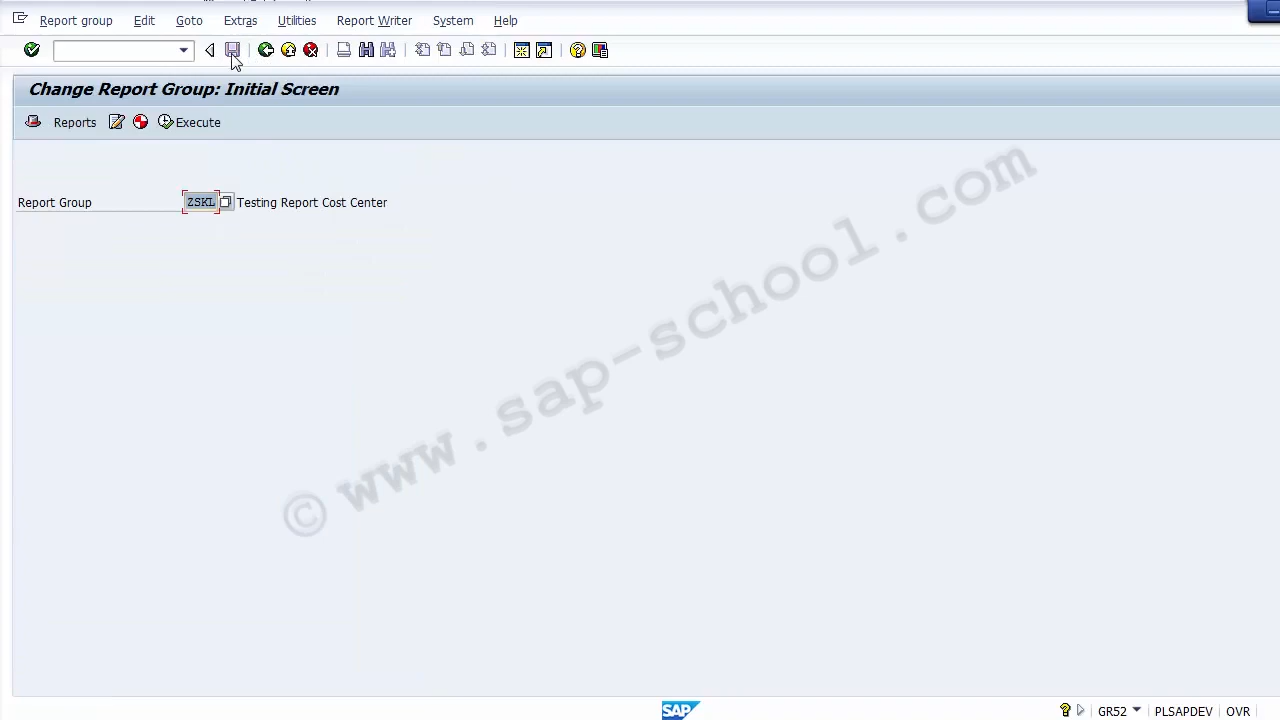 Report group Edit Goto Extras Utilities Report Writer System Help
Change Report Group: Initial Screen
Reports Execute
Report Group ZSKL Testing Report Cost Center
© www.sap-school.com
SAP GR52 PLSAPDEV OVR